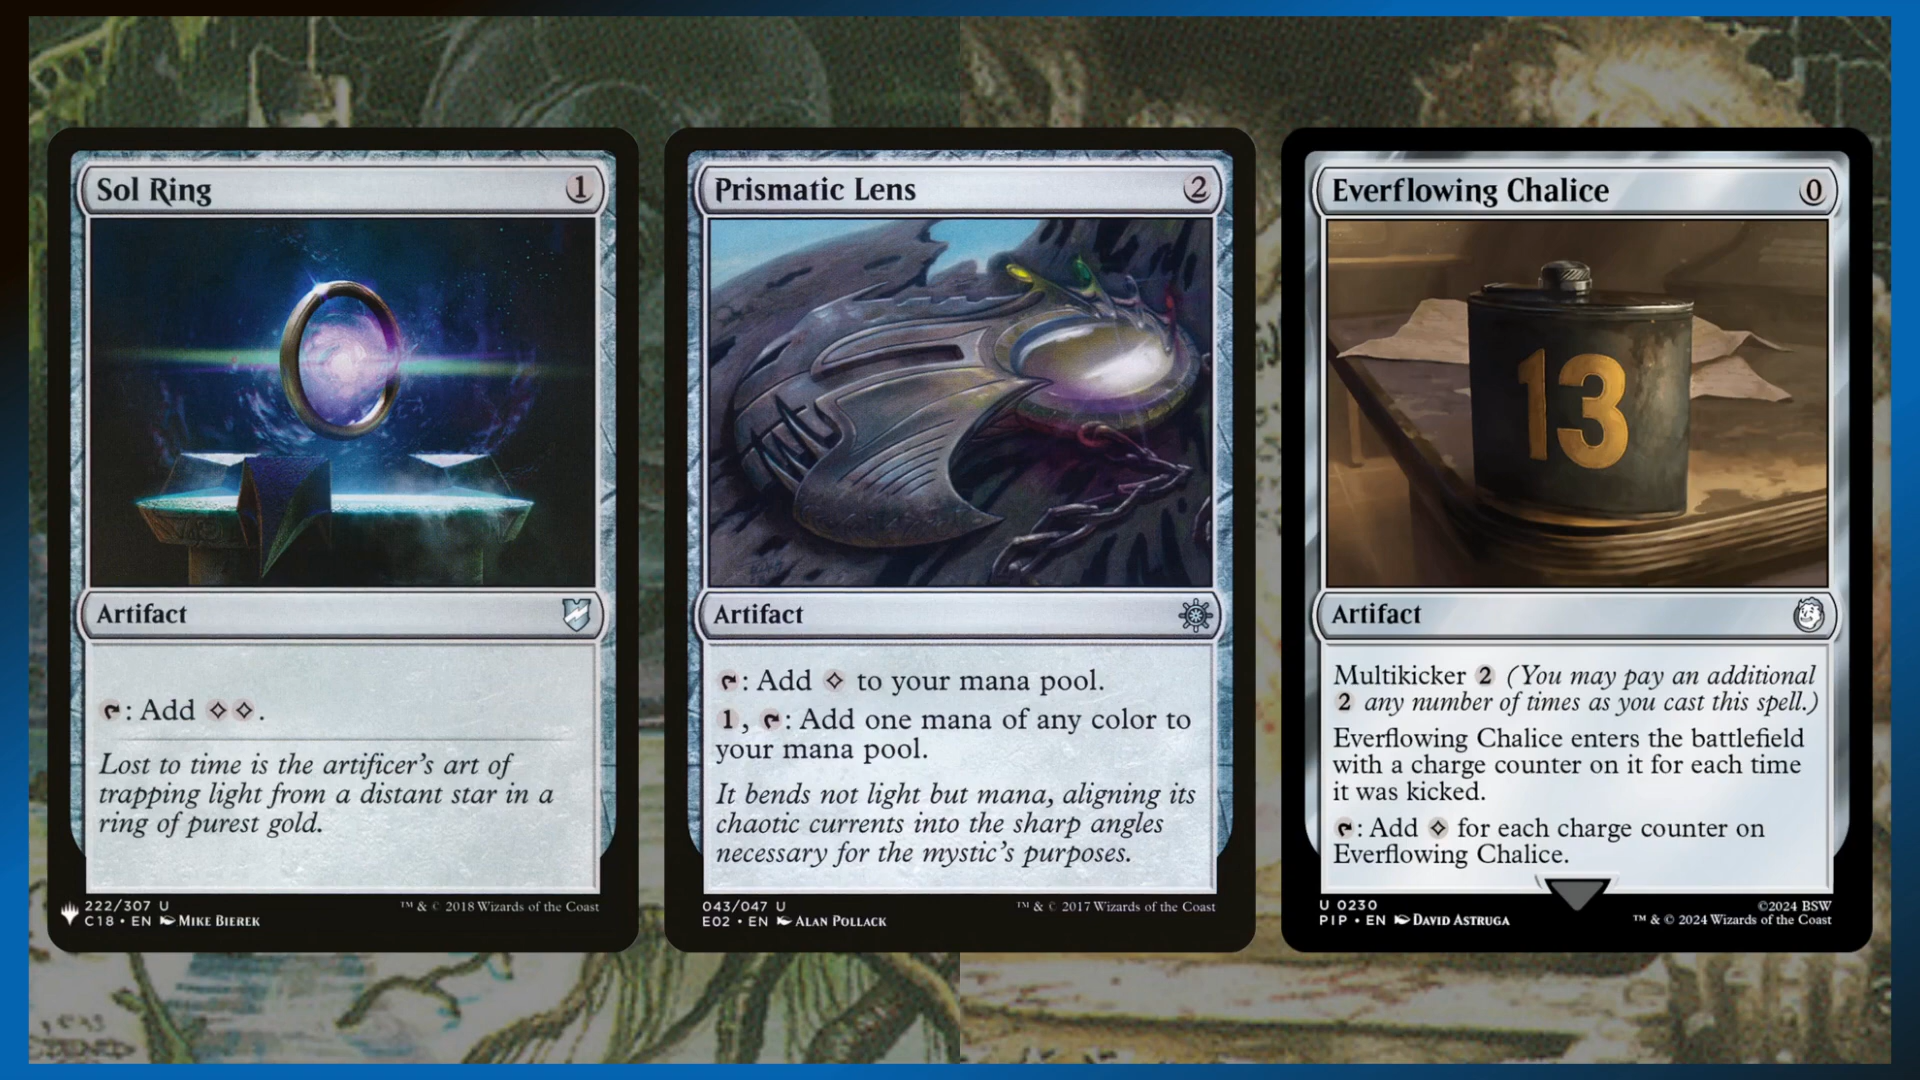 Sol Ring 1
Artifact
: Add .
Lost to time is the artificer's art of
trapping light from a distant star in a
ring of purest gold.
222/307 U
C18 • EN MIKE BIEREK
™ & © 2018 Wizards of the Coast
Prismatic Lens 2
Artifact
: Add to your mana pool.
1, : Add one mana of any color to
your mana pool.
It bends not light but mana, aligning its
chaotic currents into the sharp angles
necessary for the mystic's purposes.
043/047 U
E02 • EN ALAN POLLACK
™ & © 2017 Wizards of the Coast
Everflowing Chalice 0
13
Artifact
Multikicker 2 (You may pay an additional
2 any number of times as you cast this spell.)
Everflowing Chalice enters the battlefield
with a charge counter on it for each time
it was kicked.
: Add for each charge counter on
Everflowing Chalice.
U 0230
PIP • EN DAVID ASTRUGA
©2024 BSW
™ & © 2024 Wizards of the Coast